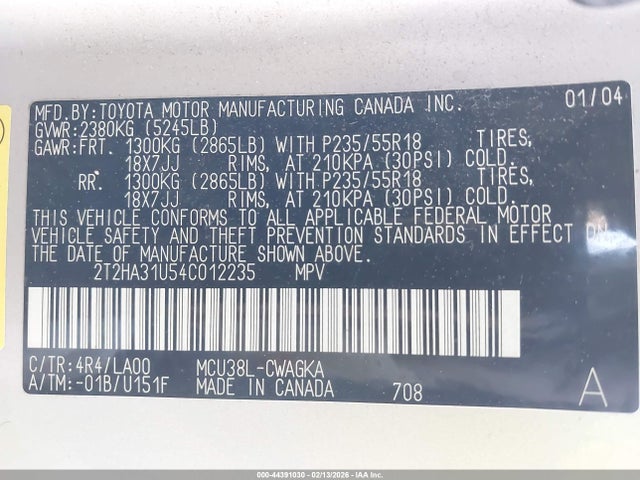 MFD.BY:TOYOTA MOTOR MANUFACTURING CANADA INC. 01/04
GVWR:2380KG (5245LB)
GAWR:FRT. 1300KG (2865LB) WITH P235/55R18 TIRES,
18X7JJ RIMS, AT 210KPA (30PSI) COLD.
RR. 1300KG (2865LB) WITH P235/55R18 TIRES,
18X7JJ RIMS, AT 210KPA (30PSI) COLD.
THIS VEHICLE CONFORMS TO ALL APPLICABLE FEDERAL MOTOR
VEHICLE SAFETY AND THEFT PREVENTION STANDARDS IN EFFECT ON
THE DATE OF MANUFACTURE SHOWN ABOVE.
2T2HA31U54C012235 MPV
C/TR:4R4/LA00 MCU38L-CWAGKA
A/TM:-01B/U151F MADE IN CANADA 708 A
000-44391030 - 02/13/2026 - IAA Inc.